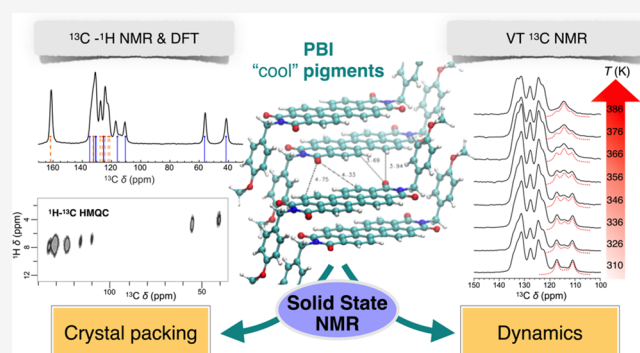 13C -1H NMR & DFT
PBI
“cool” pigments
VT 13C NMR
T (K)
386
376
366
356
346
336
326
310
160 140 120 100 80 60 40
13C δ (ppm)
1H-13C HMQC
1H δ (ppm)
4
8
12
100 50
13C δ (ppm)
3.69
3.94
4.75
4.33
150 140 130 120 110 100
13C δ (ppm)
Solid State
NMR
Crystal packing
Dynamics